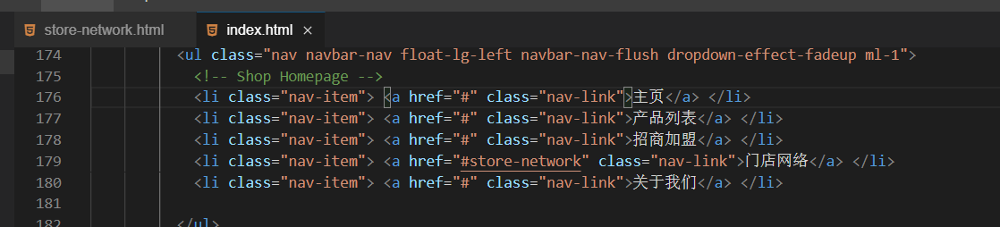 store-network.html index.html ×
174 <ul class="nav navbar-nav float-lg-left navbar-nav-flush dropdown-effect-fadeup ml-1">
175 <!-- Shop Homepage -->
176 <li class="nav-item"> <a href="#" class="nav-link">主页</a> </li>
177 <li class="nav-item"> <a href="#" class="nav-link">产品列表</a> </li>
178 <li class="nav-item"> <a href="#" class="nav-link">招商加盟</a> </li>
179 <li class="nav-item"> <a href="#store-network" class="nav-link">门店网络</a> </li>
180 <li class="nav-item"> <a href="#" class="nav-link">关于我们</a> </li>
181
182 </ul>